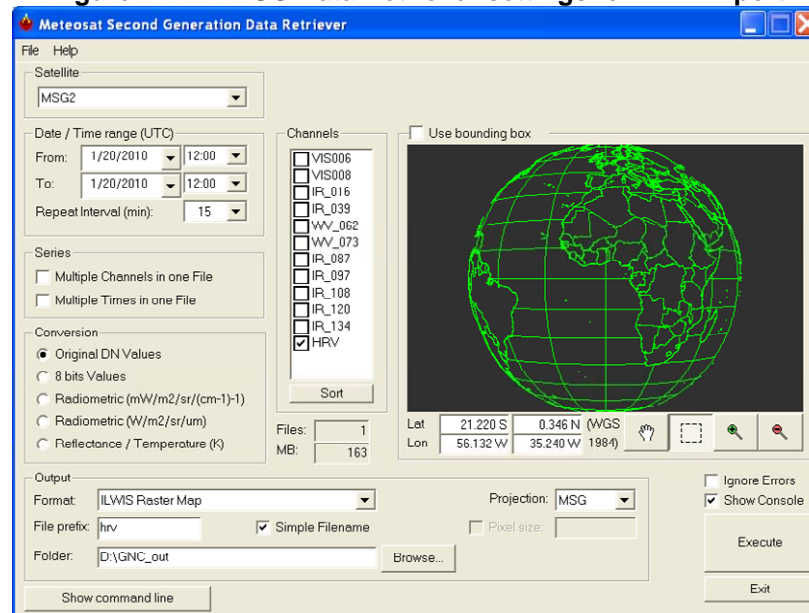 Meteosat Second Generation Data Retriever
File Help
Satellite
MSG2
Date / Time range (UTC)
From: 1/20/2010 12:00
To: 1/20/2010 12:00
Repeat Interval (min): 15
Series
Multiple Channels in one File
Multiple Times in one File
Conversion
Original DN Values
8 bits Values
Radiometric (mW/m2/sr/(cm-1)-1)
Radiometric (W/m2/sr/um)
Reflectance / Temperature (K)
Channels
VIS006
VIS008
IR_016
IR_039
WV_062
WV_073
IR_087
IR_097
IR_108
IR_120
IR_134
HRV
Sort
Files: 1
MB: 163
Use bounding box
Lat 21.220 S 0.346 N (WGS
Lon 56.132 W 35.240 W 1984)
Output
Format: ILWIS Raster Map
Projection: MSG
File prefix: hrv
Simple Filename
Pixel size:
Folder: D:\GNC_out
Browse...
Ignore Errors
Show Console
Execute
Exit
Show command line